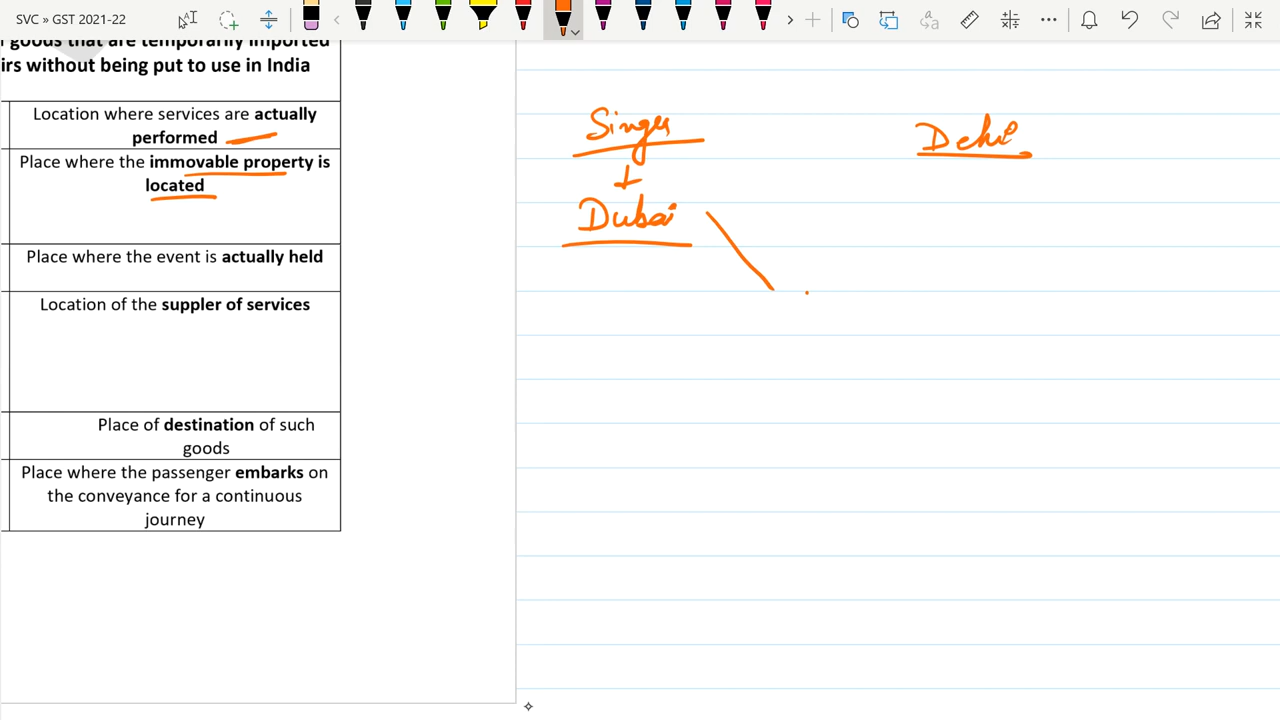 SVC » GST 2021-22
goods that are temporarily imported
irs without being put to use in India
Location where services are actually
performed
Place where the immovable property is
located
Place where the event is actually held
Location of the suppler of services
Place of destination of such
goods
Place where the passenger embarks on
the conveyance for a continuous
journey
Singer
Dubai
Delhi